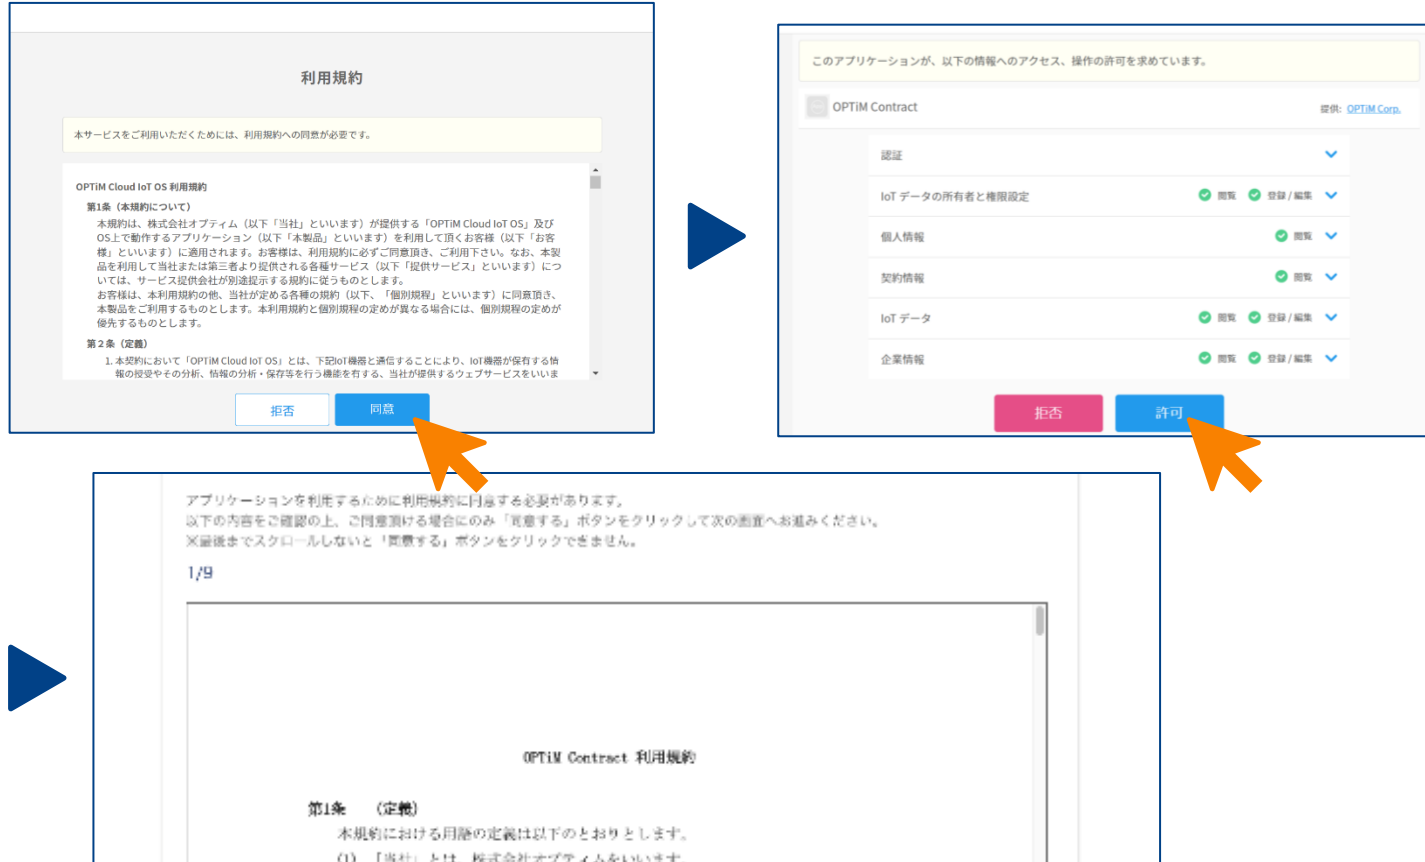 利用規約
本サービスをご利用いただくためには、利用規約への同意が必要です。
OPTiM Cloud IoT OS 利用規約
第1条（本規約について）
本規約は、株式会社オプティム（以下「当社」といいます）が提供する「OPTiM Cloud IoT OS」及び
OS上で動作するアプリケーション（以下「本製品」といいます）を利用して頂くお客様（以下「お客
様」といいます）に適用されます。お客様は、利用規約に必ずご同意頂き、ご利用下さい。なお、本製
品を利用して当社または第三者より提供される各種サービス（以下「提供サービス」といいます）につ
いては、サービス提供会社が別途提示する規約に従うものとします。
お客様は、本利用規約の他、当社が定める各種の規約（以下、「個別規程」といいます）に同意頂き、
本製品をご利用するものとします。本利用規約と個別規程の定めが異なる場合には、個別規程の定めが
優先するものとします。
第２条（定義）
1. 本契約において「OPTiM Cloud IoT OS」とは、下記IoT機器と通信することにより、IoT機器が保有する情
報の授受やその分析、情報の分析・保存等を行う機能を有する、当社が提供するウェブサービスをいいま
拒否 同意
このアプリケーションが、以下の情報へのアクセス、操作の許可を求めています。
OPTiM Contract 提供: OPTiM Corp.
認証
IoT データの所有者と権限設定 閲覧 登録 / 編集
個人情報 閲覧
契約情報 閲覧
IoT データ 閲覧 登録 / 編集
企業情報 閲覧 登録 / 編集
拒否 許可
アプリケーションを利用するために利用規約に同意する必要があります。
以下の内容をご確認の上、ご同意頂ける場合にのみ「同意する」ボタンをクリックして次の画面へお進みください。
※最後までスクロールしないと「同意する」ボタンをクリックできません。
1/9
OPTiM Contract 利用規約
第1条 （定義）
本規約における用語の定義は以下のとおりとします。
(1) 「当社」とは、株式会社オプティムをいいます。